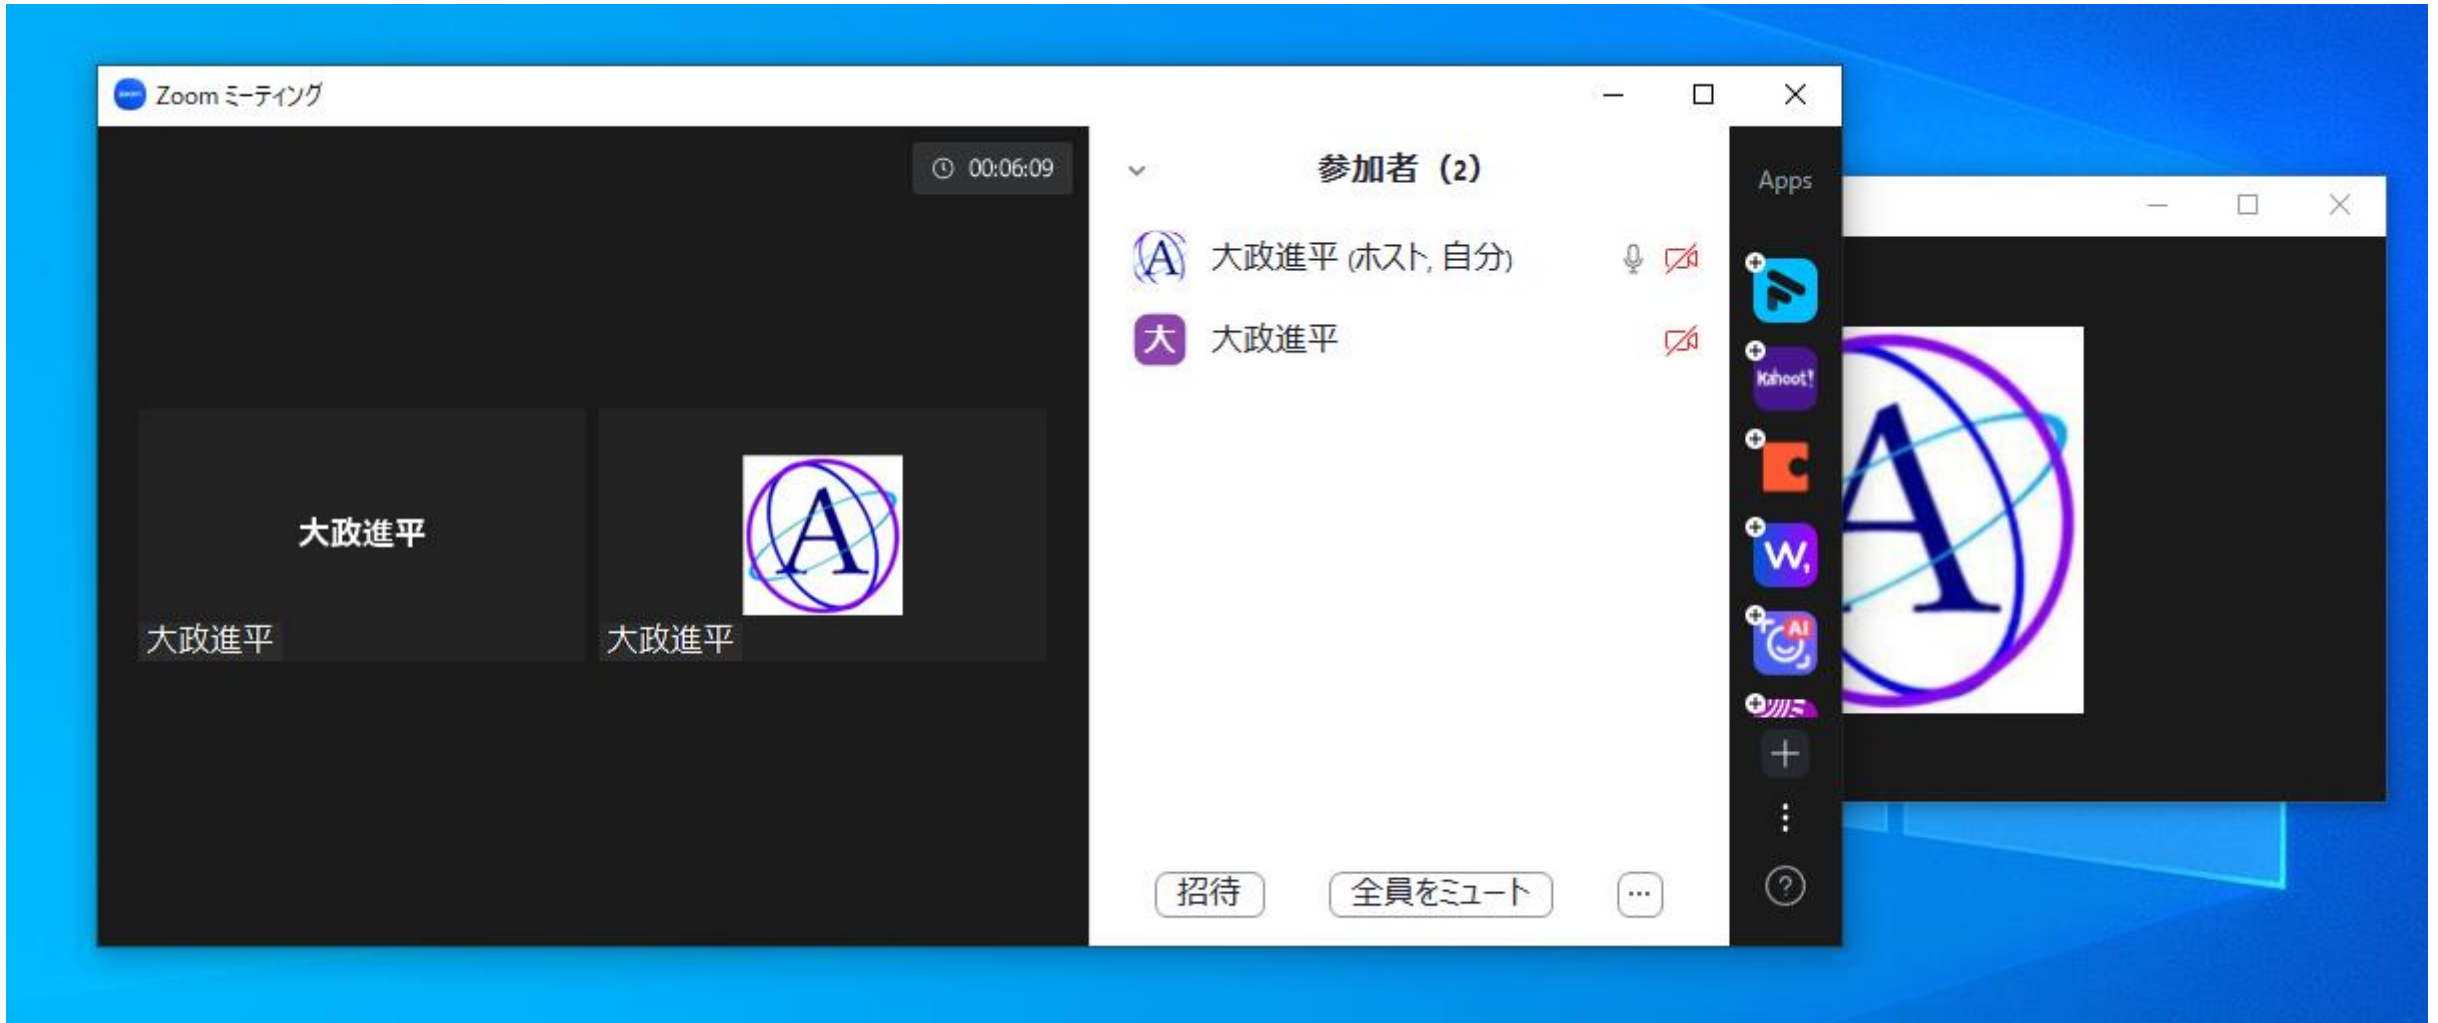 Zoom ミーティング
00:06:09
大政進平
大政進平
大政進平
参加者 (2)
大政進平 (ホスト, 自分)
大 大政進平
招待
全員をミュート
...
Apps
Kahoot!
W,
AI
?
A
A
A